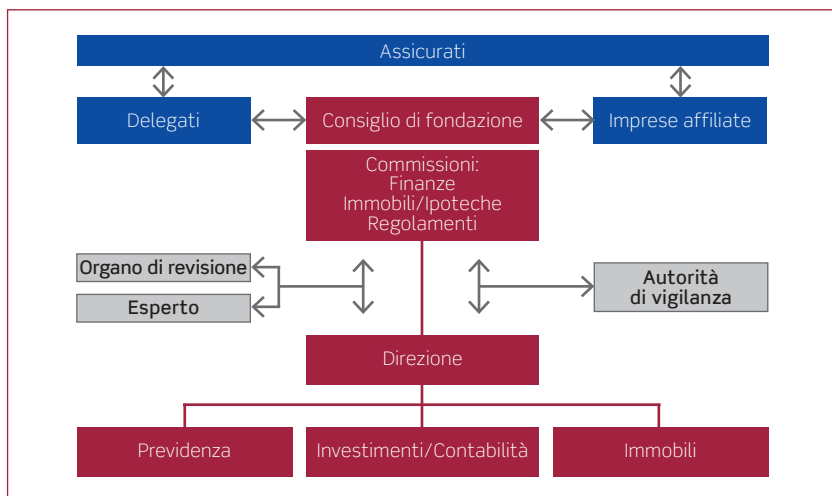 Assicurati
Delegati
Consiglio di fondazione
Imprese affiliate
Commissioni:
Finanze
Immobili/Ipoteche
Regolamenti
Organo di revisione
Esperto
Autorità
di vigilanza
Direzione
Previdenza
Investimenti/Contabilità
Immobili